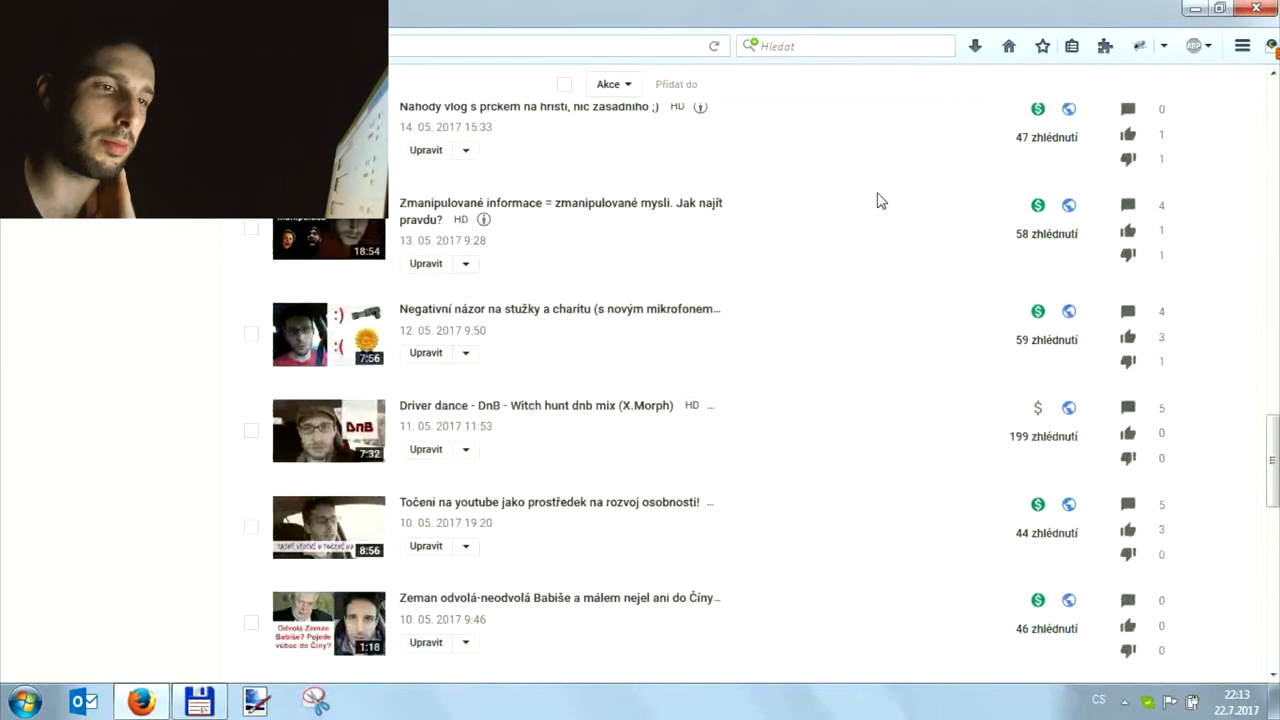 Hledat
Akce
Přidat do
Nahody vlog s prckem na hristi, nic zasadniho ;) HD
14. 05. 2017 15:33
47 zhlédnutí
Upravit
0
1
1
Zmanipulované informace = zmanipulované mysli. Jak najít
pravdu? HD
13. 05. 2017 9:28
58 zhlédnutí
Upravit
18:54
4
1
1
Negativní názor na stužky a charitu (s novým mikrofonem...
12. 05. 2017 9:50
59 zhlédnutí
Upravit
:)
:(
7:56
4
3
1
Driver dance - DnB - Witch hunt dnb mix (X.Morph) HD ...
11. 05. 2017 11:53
199 zhlédnutí
Upravit
DnB
7:32
5
0
0
Točení na youtube jako prostředek na rozvoj osobnosti! ...
10. 05. 2017 19:20
44 zhlédnutí
Upravit
8:56
5
3
0
Zeman odvolá-neodvolá Babiše a málem nejel ani do Číny...
10. 05. 2017 9:46
46 zhlédnutí
Upravit
Odvolá Zeman
Babiše? Pojede
vůbec do Číny?
1:18
0
0
0
CS
22:13
22.7.2017